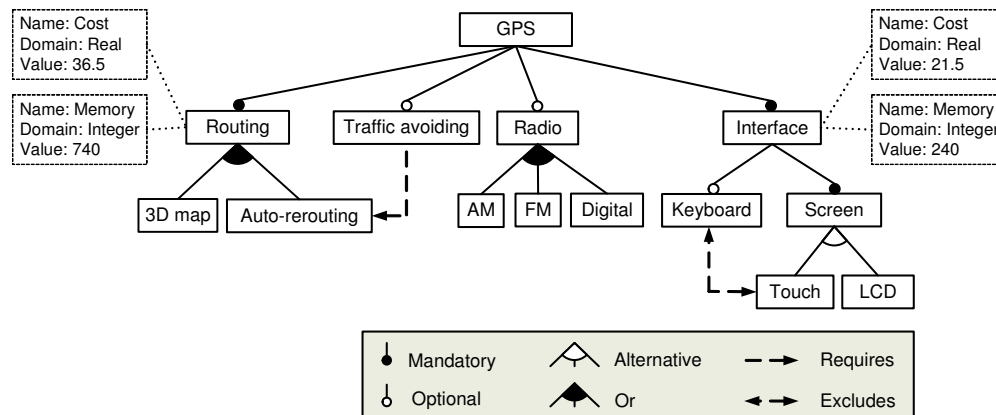 GPS
Name: Cost
Domain: Real
Value: 36.5
Name: Cost
Domain: Real
Value: 21.5
Name: Memory
Domain: Integer
Value: 740
Routing
Traffic avoiding
Radio
Interface
Name: Memory
Domain: Integer
Value: 240
3D map
Auto-rerouting
AM
FM
Digital
Keyboard
Screen
Touch
LCD
Mandatory
Alternative
Requires
Optional
Or
Excludes